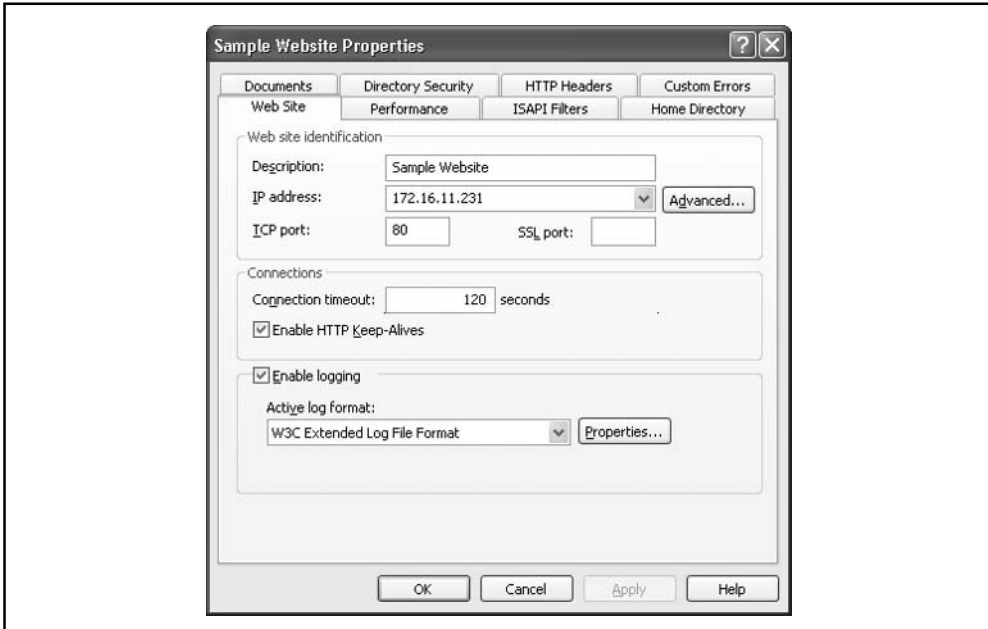 Sample Website Properties
Documents Directory Security HTTP Headers Custom Errors
Web Site Performance ISAPI Filters Home Directory
Web site identification
Description: Sample Website
IP address: 172.16.11.231 Advanced...
TCP port: 80 SSL port:
Connections
Connection timeout: 120 seconds
Enable HTTP Keep-Alives
Enable logging
Active log format:
W3C Extended Log File Format Properties...
OK Cancel Apply Help